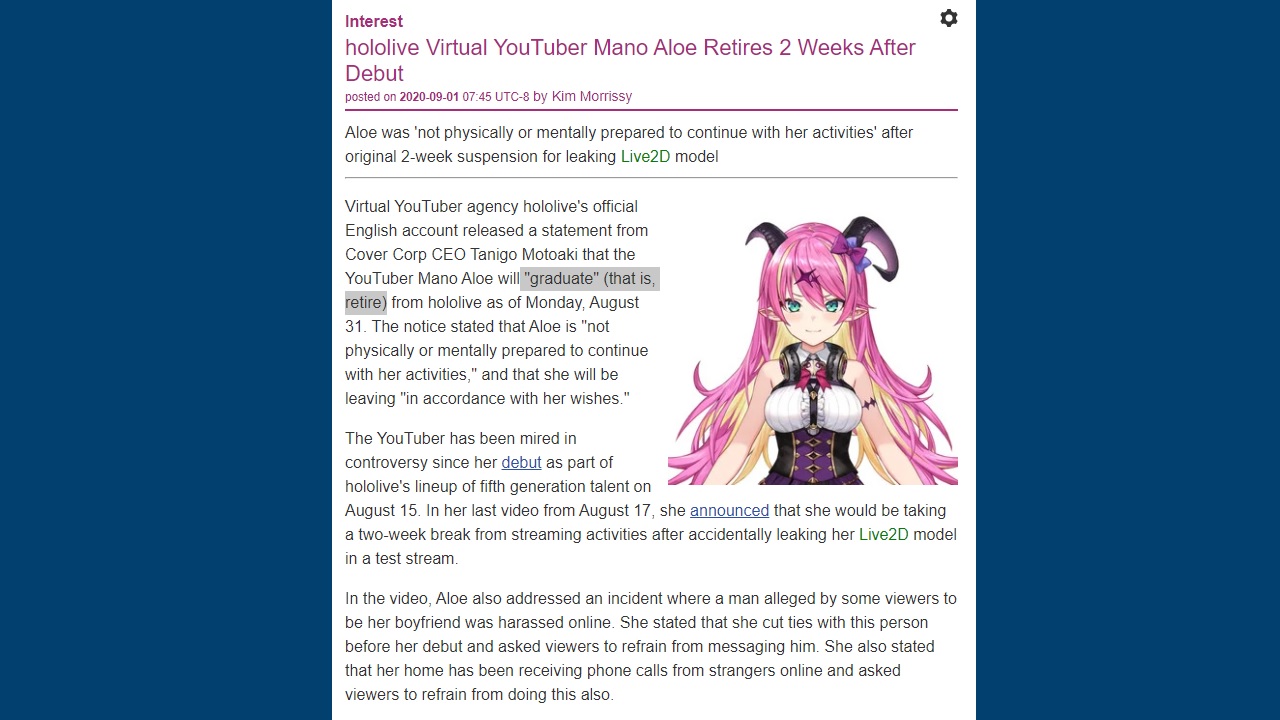 Interest
hololive Virtual YouTuber Mano Aloe Retires 2 Weeks After
Debut
posted on 2020-09-01 07:45 UTC-8 by Kim Morrissy
Aloe was 'not physically or mentally prepared to continue with her activities' after
original 2-week suspension for leaking Live2D model
Virtual YouTuber agency hololive's official
English account released a statement from
Cover Corp CEO Tanigo Motoaki that the
YouTuber Mano Aloe will "graduate" (that is,
retire) from hololive as of Monday, August
31. The notice stated that Aloe is "not
physically or mentally prepared to continue
with her activities," and that she will be
leaving "in accordance with her wishes."
The YouTuber has been mired in
controversy since her debut as part of
hololive's lineup of fifth generation talent on
August 15. In her last video from August 17, she announced that she would be taking
a two-week break from streaming activities after accidentally leaking her Live2D model
in a test stream.
In the video, Aloe also addressed an incident where a man alleged by some viewers to
be her boyfriend was harassed online. She stated that she cut ties with this person
before her debut and asked viewers to refrain from messaging him. She also stated
that her home has been receiving phone calls from strangers online and asked
viewers to refrain from doing this also.